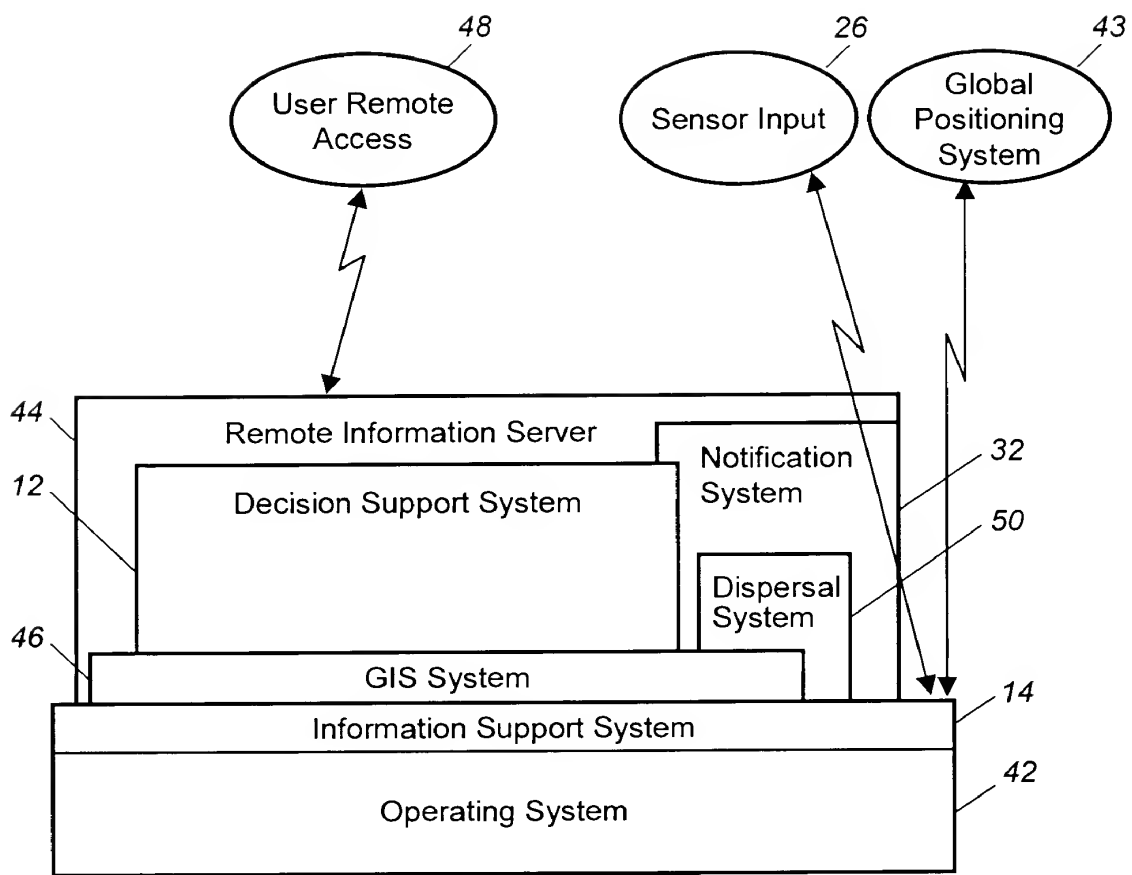 48
26
43
User Remote
Access
Sensor Input
Global
Positioning
System
44
Remote Information Server
Notification
System
32
12
Decision Support System
50
Dispersal
System
46
GIS System
14
Information Support System
42
Operating System